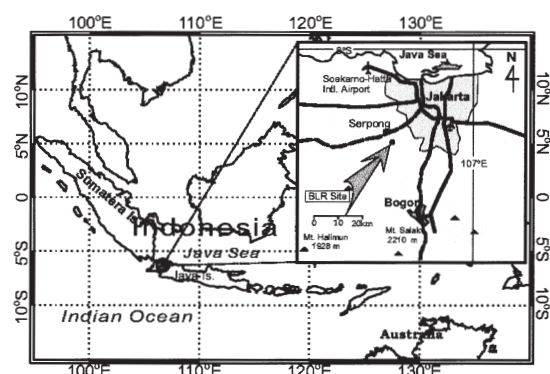 100°E 110°E 120°E 130°E
10°N
5°N
0
5°S
10°S
Somatera Is.
Indonesia
Java Sea
Java Is.
Indian Ocean
Australia
100°E 110°E 120°E 130°E
10°N
5°N
0
5°S
10°S
6°S
Java Sea
N
Soekarno-Hatta
Intl. Airport
Jakarta
Serpong
107°E
BLR Site
Bogor
0 10 20km
Mt. Halimun
1928 m
Mt. Salak
2210 m